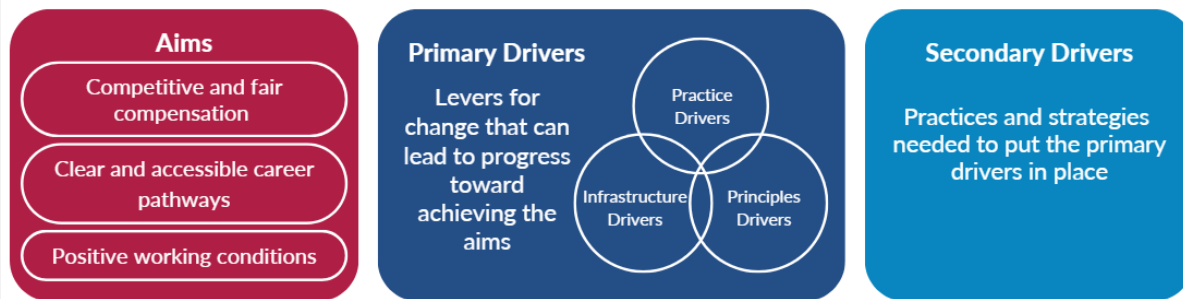 Aims
Competitive and fair
compensation
Clear and accessible career
pathways
Positive working conditions
Primary Drivers
Levers for
change that can
lead to progress
toward
achieving the
aims
Practice
Drivers
Infrastructure
Drivers
Principles
Drivers
Secondary Drivers
Practices and strategies
needed to put the primary
drivers in place